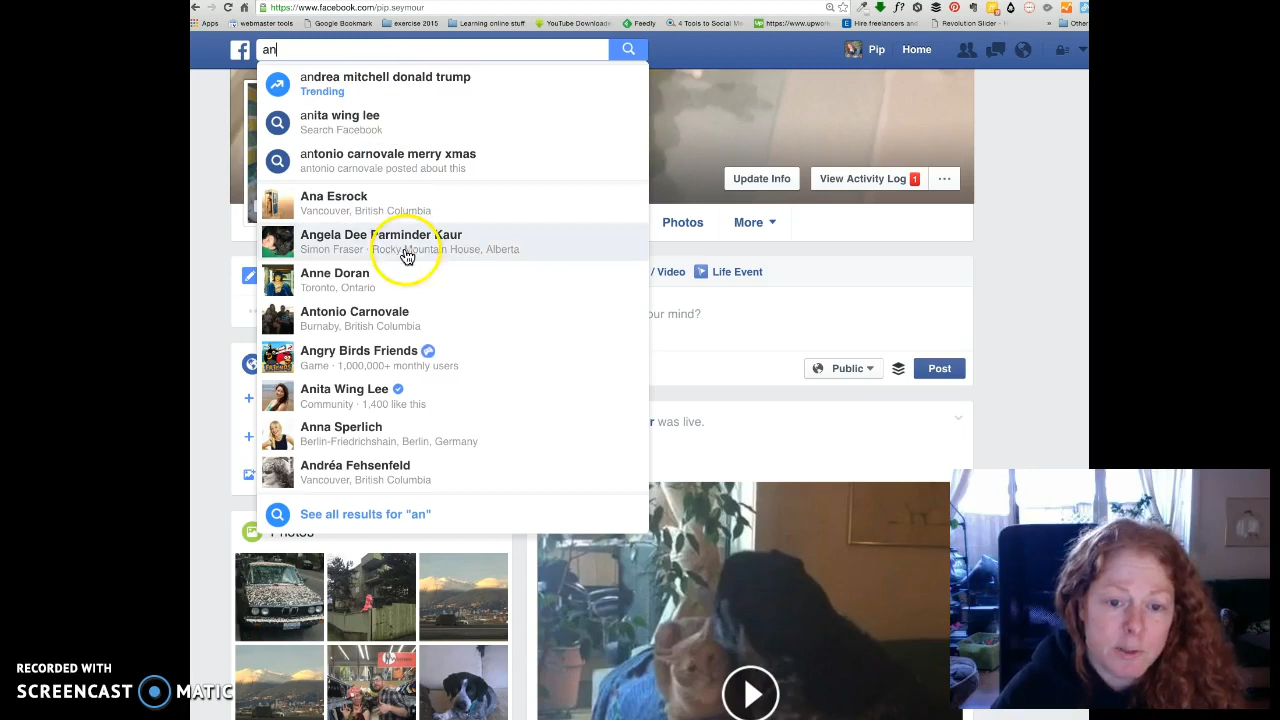 https://www.facebook.com/pip.seymour
Apps
webmaster tools
Google Bookmark
exercise 2015
Learning online stuff
YouTube Downloade
Feedly
4 Tools to Social Me
https://www.upwork
Hire freelancers and
Revolution Slider -
Other
an
Pip
Home
andrea mitchell donald trump
Trending
anita wing lee
Search Facebook
antonio carnovale merry xmas
antonio carnovale posted about this
Update Info
View Activity Log 1
Ana Esrock
Vancouver, British Columbia
Photos
More
Angela Dee Parminder Kaur
Simon Fraser · Rocky Mountain House, Alberta
Anne Doran
Toronto, Ontario
/ Video
Life Event
Antonio Carnovale
Burnaby, British Columbia
our mind?
Angry Birds Friends
Game · 1,000,000+ monthly users
Public
Post
Anita Wing Lee
Community · 1,400 like this
Anna Sperlich
Berlin-Friedrichshain, Berlin, Germany
r was live.
Andréa Fehsenfeld
Vancouver, British Columbia
See all results for "an"
Photos
RECORDED WITH
SCREENCAST MATIC